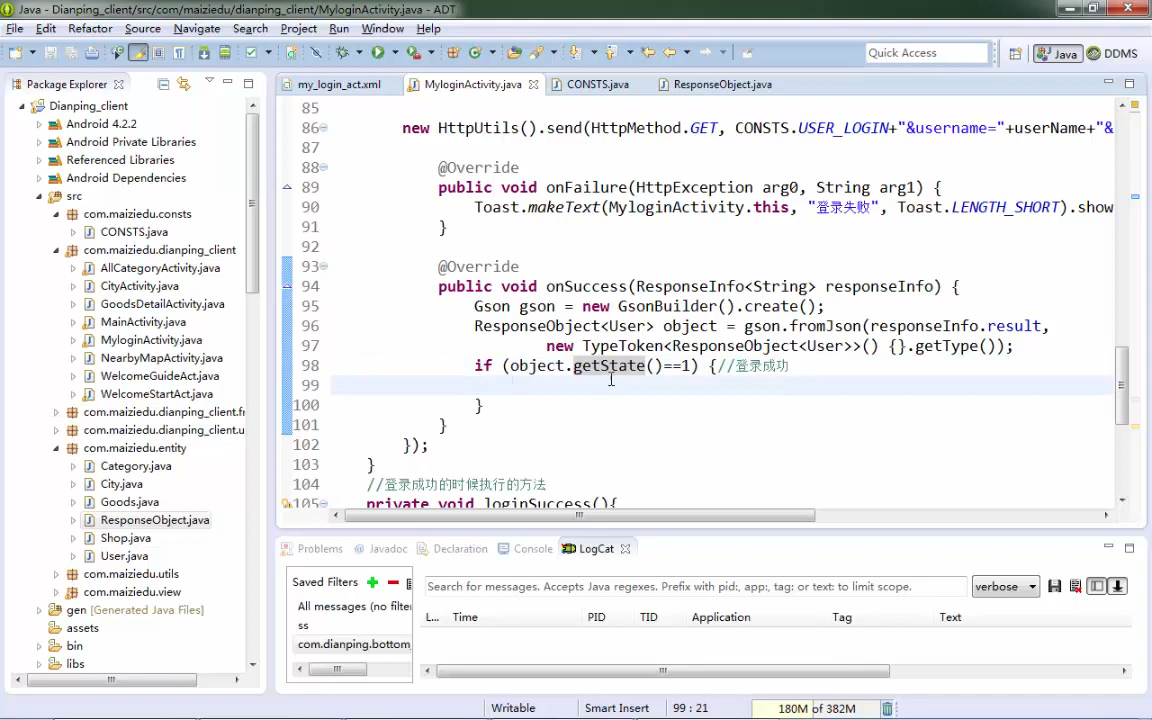 Java - Dianping_client/src/com/maiziedu/dianping_client/MyloginActivity.java - ADT
File Edit Refactor Source Navigate Search Project Run Window Help
Quick Access
Java
DDMS
Package Explorer
my_login_act.xml
MyloginActivity.java
CONSTS.java
ResponseObject.java
Dianping_client
Android 4.2.2
Android Private Libraries
Referenced Libraries
Android Dependencies
src
com.maiziedu.consts
CONSTS.java
com.maiziedu.dianping_client
AllCategoryActivity.java
CityActivity.java
GoodsDetailActivity.java
MainActivity.java
MyloginActivity.java
NearbyMapActivity.java
WelcomeGuideAct.java
WelcomeStartAct.java
com.maiziedu.dianping_client.fr
com.maiziedu.dianping_client.u
com.maiziedu.entity
Category.java
City.java
Goods.java
ResponseObject.java
Shop.java
User.java
com.maiziedu.utils
com.maiziedu.view
gen [Generated Java Files]
assets
bin
libs
85
86 new HttpUtils().send(HttpMethod.GET, CONSTS.USER_LOGIN+"&username="+userName+"&
87
88 @Override
89 public void onFailure(HttpException arg0, String arg1) {
90 Toast.makeText(MyloginActivity.this, "登录失败", Toast.LENGTH_SHORT).show
91 }
92
93 @Override
94 public void onSuccess(ResponseInfo<String> responseInfo) {
95 Gson gson = new GsonBuilder().create();
96 ResponseObject<User> object = gson.fromJson(responseInfo.result,
97 new TypeToken<ResponseObject<User>>() {}.getType());
98 if (object.getState()==1) {//登录成功
99
100 }
101 }
102 });
103 }
104 //登录成功的时候执行的方法
105 private void loginSuccess(){
Problems
Javadoc
Declaration
Console
LogCat
Saved Filters
All messages (no filter
ss
com.dianping.bottom_
Search for messages. Accepts Java regexes. Prefix with pid:, app:, tag: or text: to limit scope.
verbose
L... Time PID TID Application Tag Text
Writable
Smart Insert
99 : 21
180M of 382M